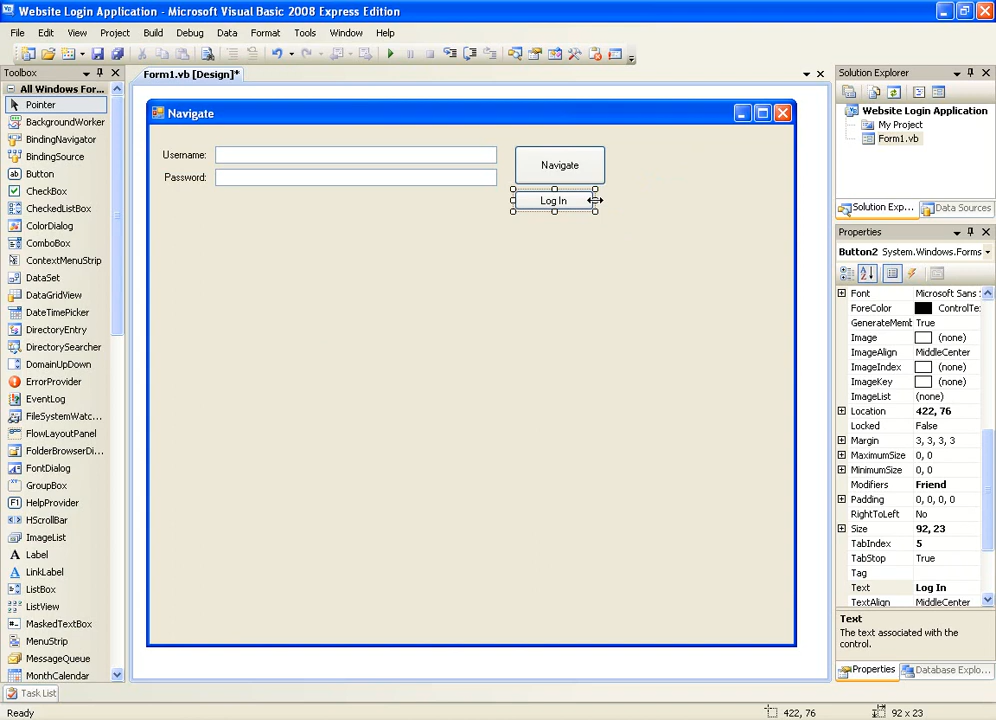 Website Login Application - Microsoft Visual Basic 2008 Express Edition
File Edit View Project Build Debug Data Format Tools Window Help
Toolbox
All Windows For...
Pointer
BackgroundWorker
BindingNavigator
BindingSource
Button
CheckBox
CheckedListBox
ColorDialog
ComboBox
ContextMenuStrip
DataSet
DataGridView
DateTimePicker
DirectoryEntry
DirectorySearcher
DomainUpDown
ErrorProvider
EventLog
FileSystemWatc...
FlowLayoutPanel
FolderBrowserDi...
FontDialog
GroupBox
HelpProvider
HScrollBar
ImageList
Label
LinkLabel
ListBox
ListView
MaskedTextBox
MenuStrip
MessageQueue
MonthCalendar
Task List
Form1.vb [Design]*
Navigate
Username:
Password:
Navigate
Log In
Solution Explorer
Website Login Application
My Project
Form1.vb
Solution Exp... Data Sources
Properties
Button2 System.Windows.Forms
Font Microsoft Sans
ForeColor ControlTe
GenerateMemb True
Image (none)
ImageAlign MiddleCenter
ImageIndex (none)
ImageKey (none)
ImageList (none)
Location 422, 76
Locked False
Margin 3, 3, 3, 3
MaximumSize 0, 0
MinimumSize 0, 0
Modifiers Friend
Padding 0, 0, 0, 0
RightToLeft No
Size 92, 23
TabIndex 5
TabStop True
Tag
Text Log In
TextAlign MiddleCenter
Text
The text associated with the
control.
Properties Database Explo...
Ready 422, 76 92 x 23